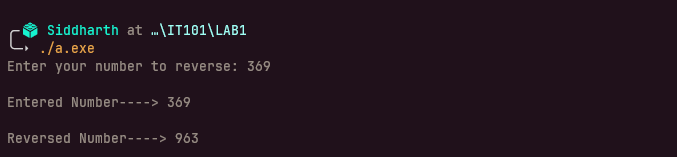 Siddharth at …\IT101\LAB1
./a.exe
Enter your number to reverse: 369
Entered Number----> 369
Reversed Number----> 963